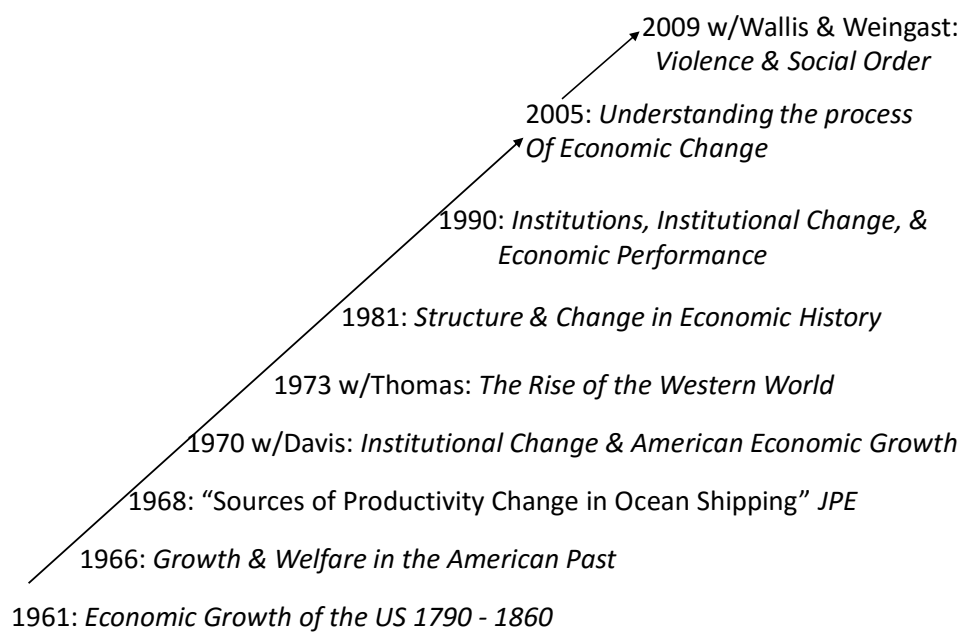 2009 w/Wallis & Weingast:
Violence & Social Order
2005: Understanding the process
Of Economic Change
1990: Institutions, Institutional Change, &
Economic Performance
1981: Structure & Change in Economic History
1973 w/Thomas: The Rise of the Western World
1970 w/Davis: Institutional Change & American Economic Growth
1968: “Sources of Productivity Change in Ocean Shipping” JPE
1966: Growth & Welfare in the American Past
1961: Economic Growth of the US 1790 - 1860